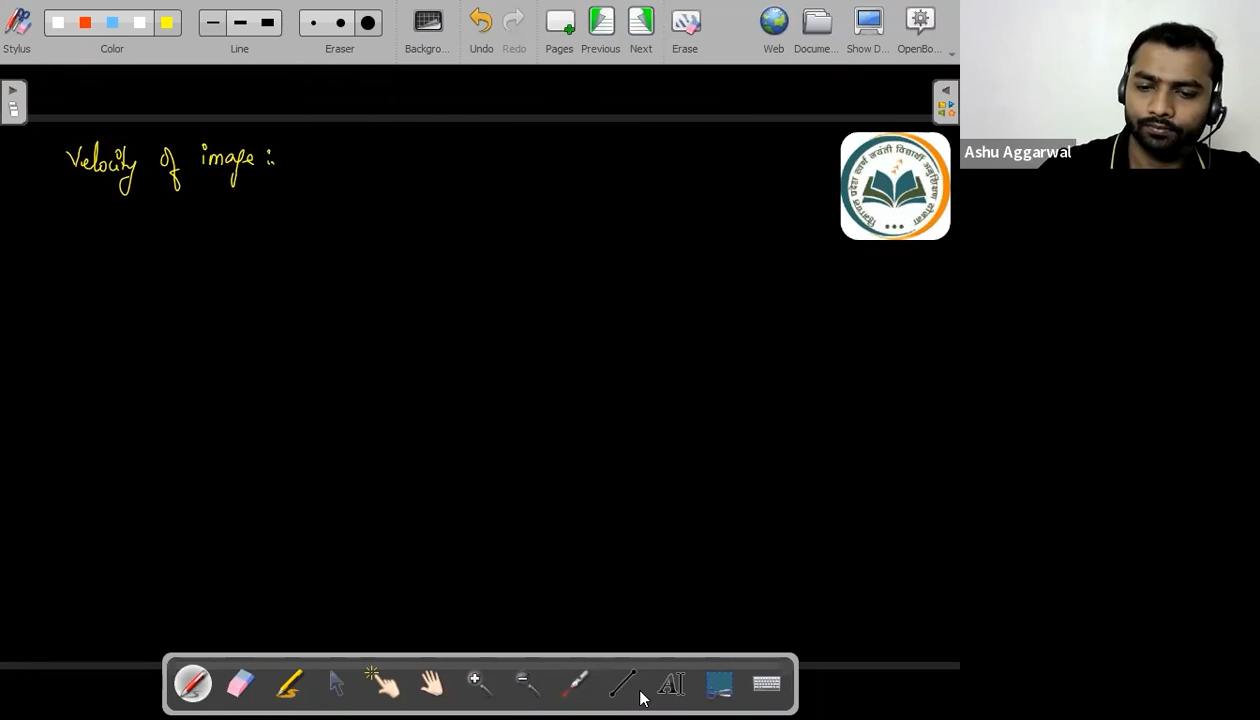 Stylus
Color
Line
Eraser
Backgro...
Undo
Redo
Pages
Previous
Next
Erase
Web
Docume...
Show D...
OpenBo...
Velocity of image :-
Ashu Aggarwal